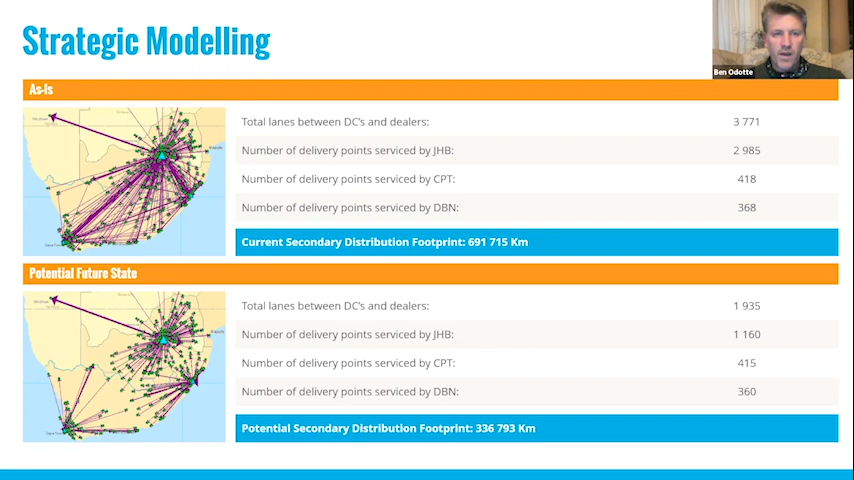 Strategic Modelling
Ben Odotte
As-Is
Total lanes between DC's and dealers: 3 771
Number of delivery points serviced by JHB: 2 985
Number of delivery points serviced by CPT: 418
Number of delivery points serviced by DBN: 368
Current Secondary Distribution Footprint: 691 715 Km
Potential Future State
Total lanes between DC's and dealers: 1 935
Number of delivery points serviced by JHB: 1 160
Number of delivery points serviced by CPT: 415
Number of delivery points serviced by DBN: 360
Potential Secondary Distribution Footprint: 336 793 Km